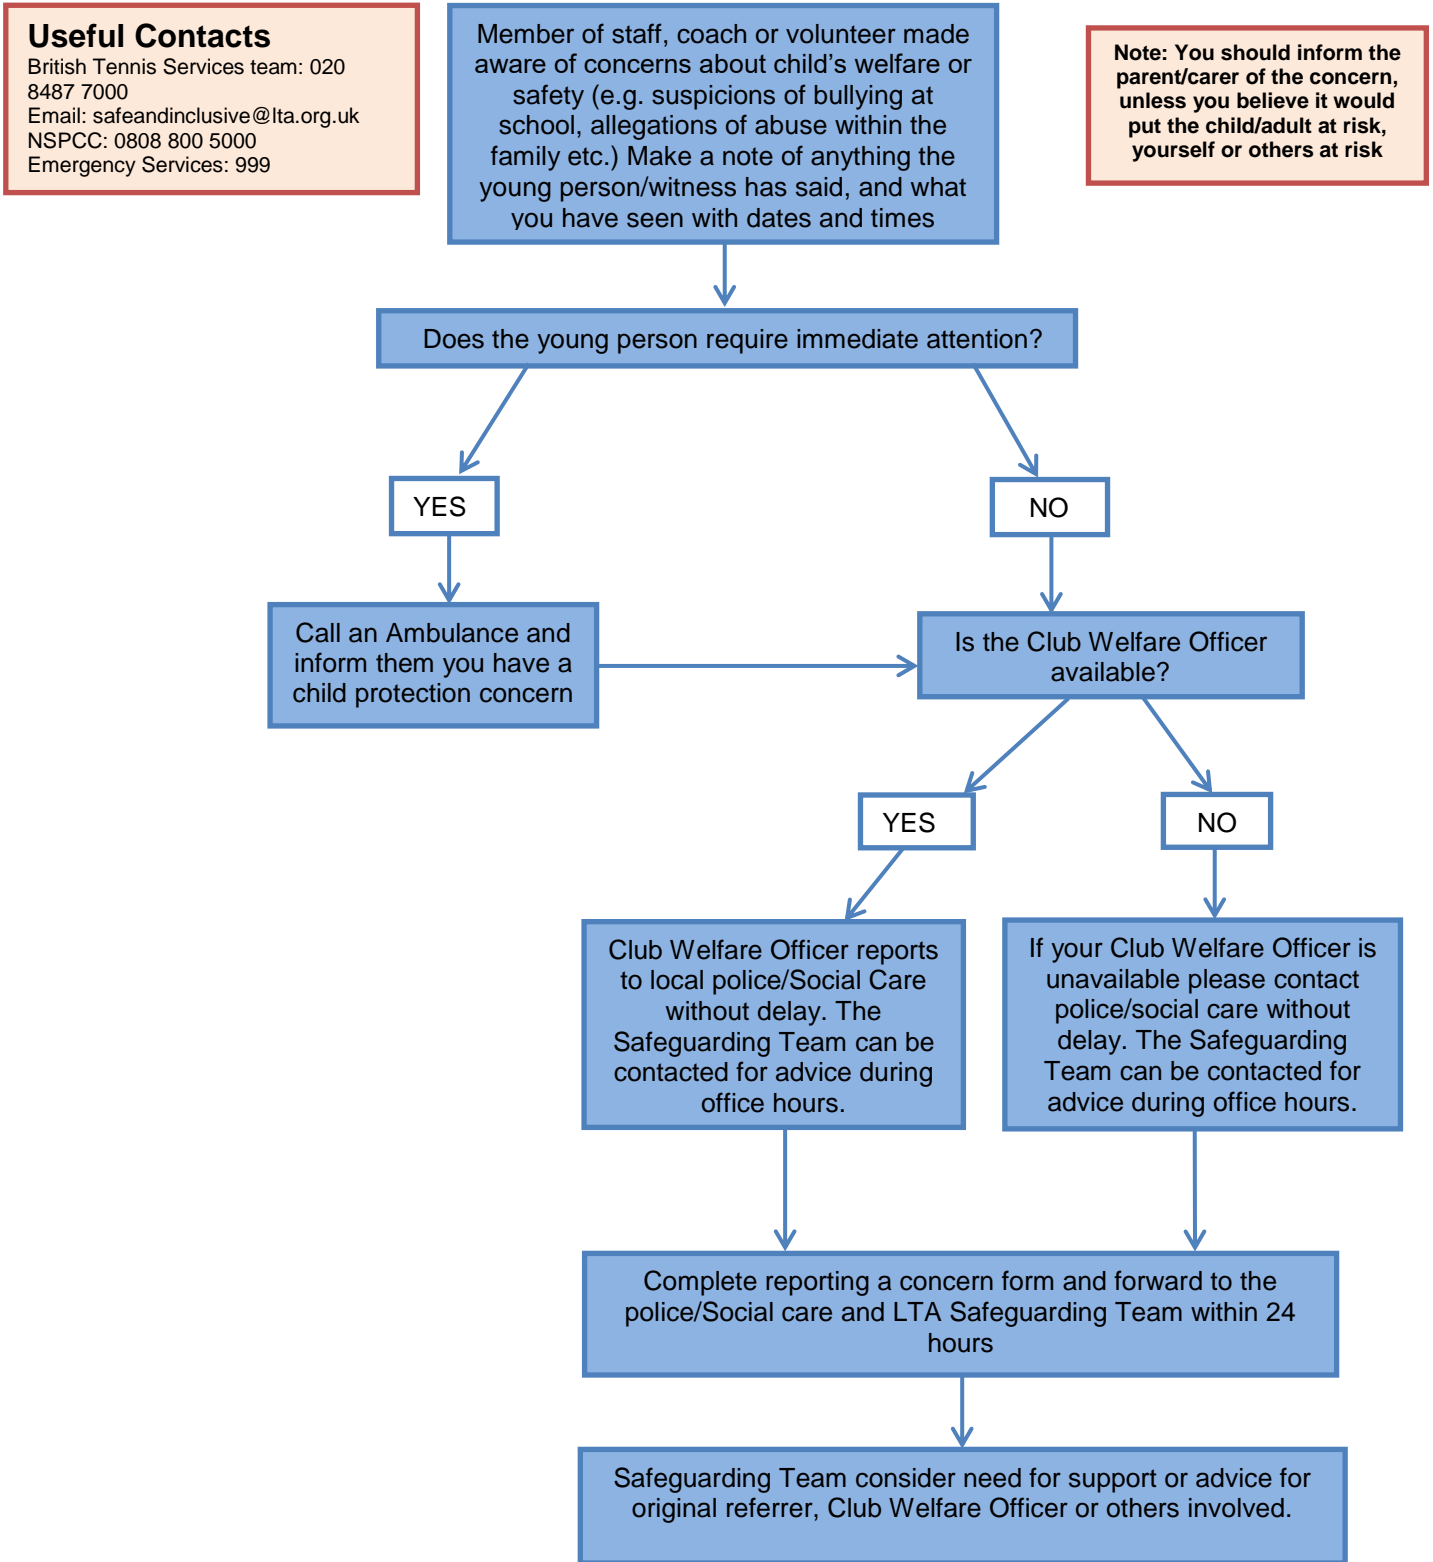 Useful Contacts
British Tennis Services team: 020
8487 7000
Email: safeandinclusive@lta.org.uk
NSPCC: 0808 800 5000
Emergency Services: 999
Member of staff, coach or volunteer made
aware of concerns about child’s welfare or
safety (e.g. suspicions of bullying at
school, allegations of abuse within the
family etc.) Make a note of anything the
young person/witness has said, and what
you have seen with dates and times
Note: You should inform the
parent/carer of the concern,
unless you believe it would
put the child/adult at risk,
yourself or others at risk
Does the young person require immediate attention?
YES
NO
Call an Ambulance and
inform them you have a
child protection concern
Is the Club Welfare Officer
available?
YES
NO
Club Welfare Officer reports
to local police/Social Care
without delay. The
Safeguarding Team can be
contacted for advice during
office hours.
If your Club Welfare Officer is
unavailable please contact
police/social care without
delay. The Safeguarding
Team can be contacted for
advice during office hours.
Complete reporting a concern form and forward to the
police/Social care and LTA Safeguarding Team within 24
hours
Safeguarding Team consider need for support or advice for
original referrer, Club Welfare Officer or others involved.